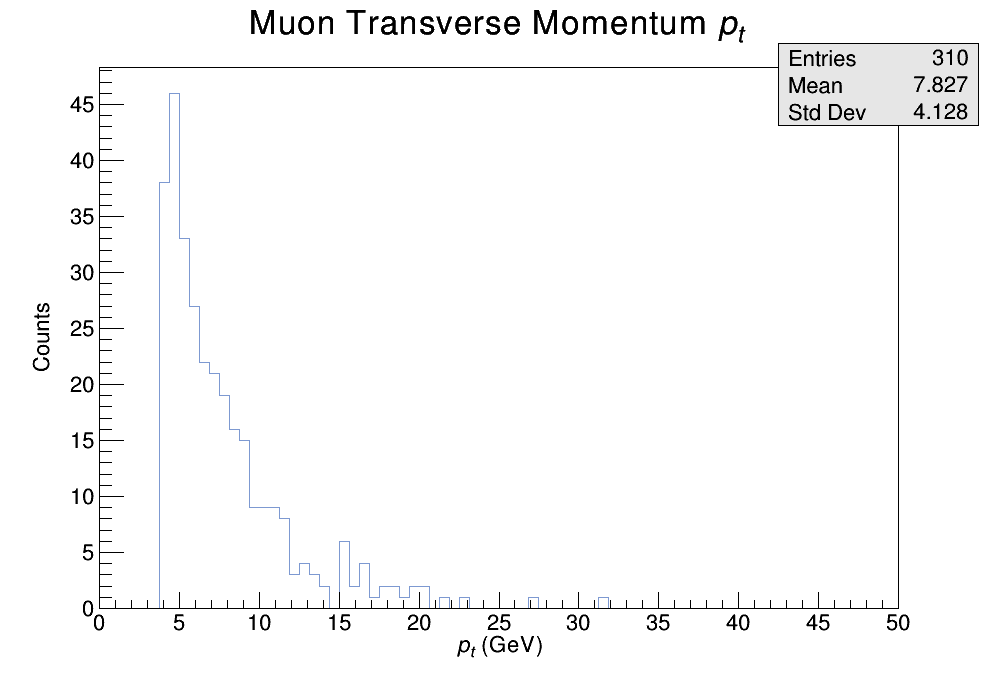 Muon Transverse Momentum pt
Entries 310
Mean 7.827
Std Dev 4.128
45
40
35
30
25
20
15
10
5
0
Counts
0 5 10 15 20 25 30 35 40 45 50
pt (GeV)